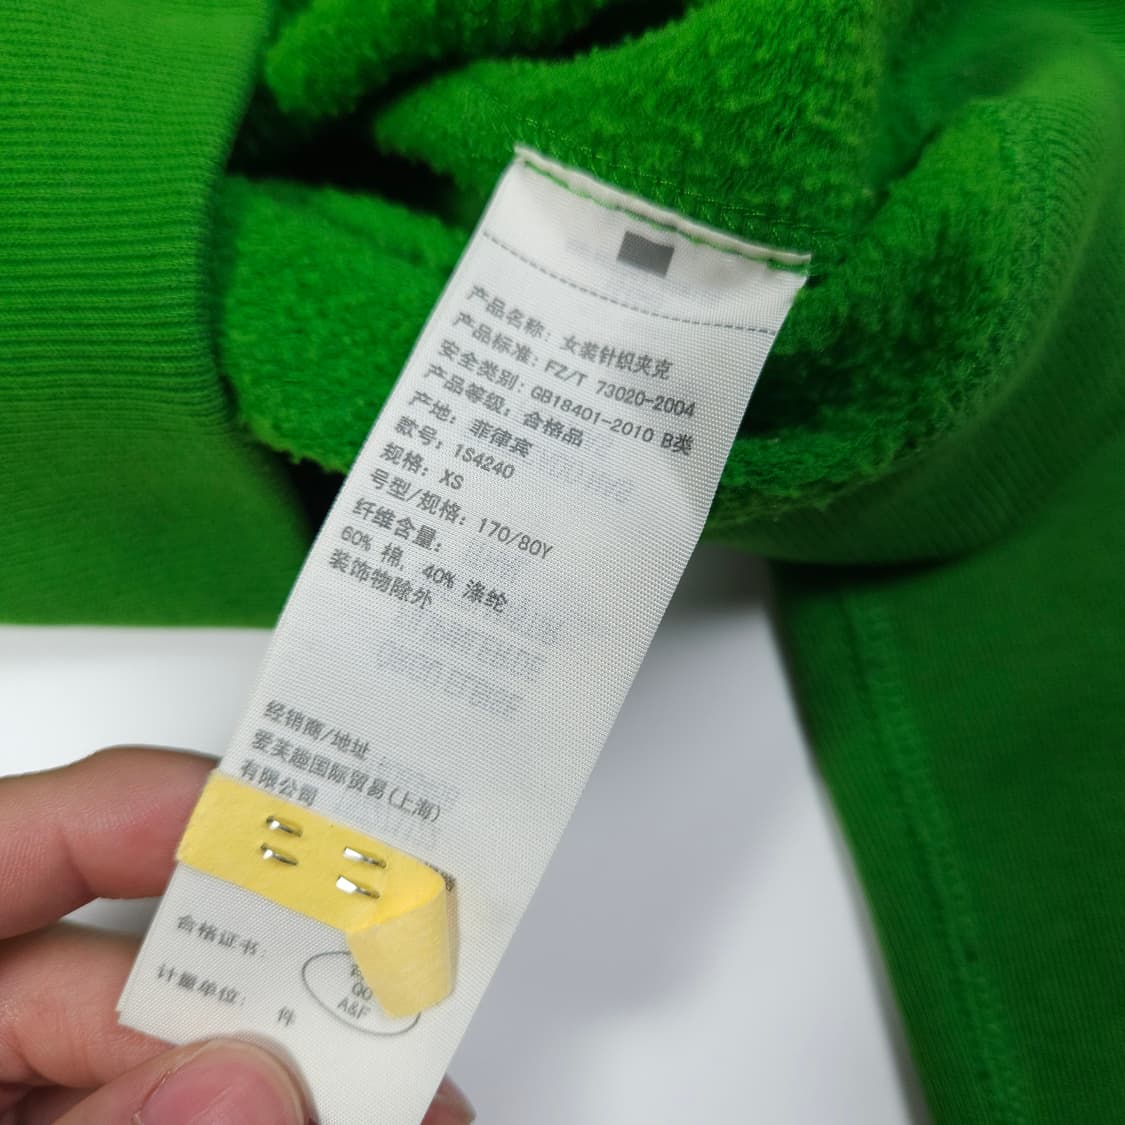 产品名称: 女装针织夹克
产品标准: FZ/T 73020-2004
安全类别: GB18401-2010 B类
产品等级: 合格品
产地: 菲律宾
款号: 1S4240
规格: XS
号型/规格: 170/80Y
纤维含量:
60% 棉, 40% 涤纶
装饰物除外
经销商/地址
爱芙趣国际贸易(上海)
有限公司
合格证书:
QC
A&F
计量单位: 件